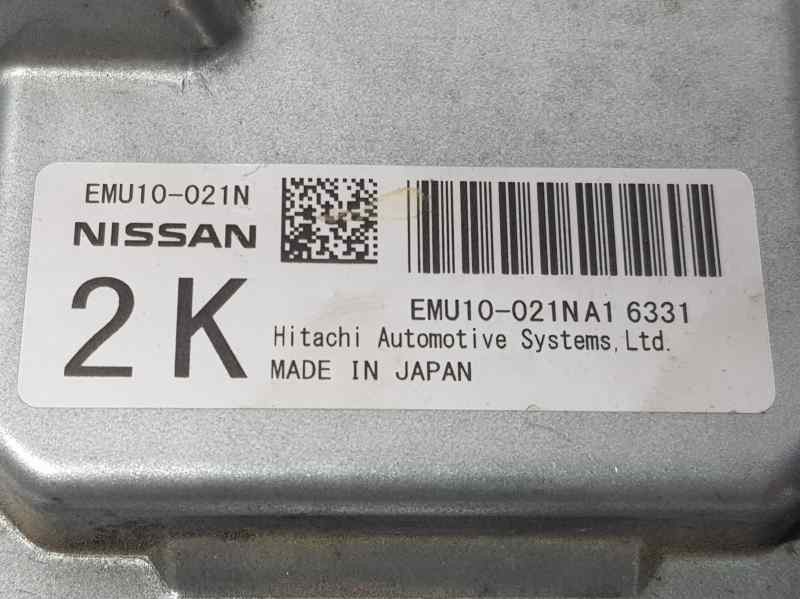 EMU10-021N
NISSAN
2K
EMU10-021NA1 6331
Hitachi Automotive Systems,Ltd.
MADE IN JAPAN